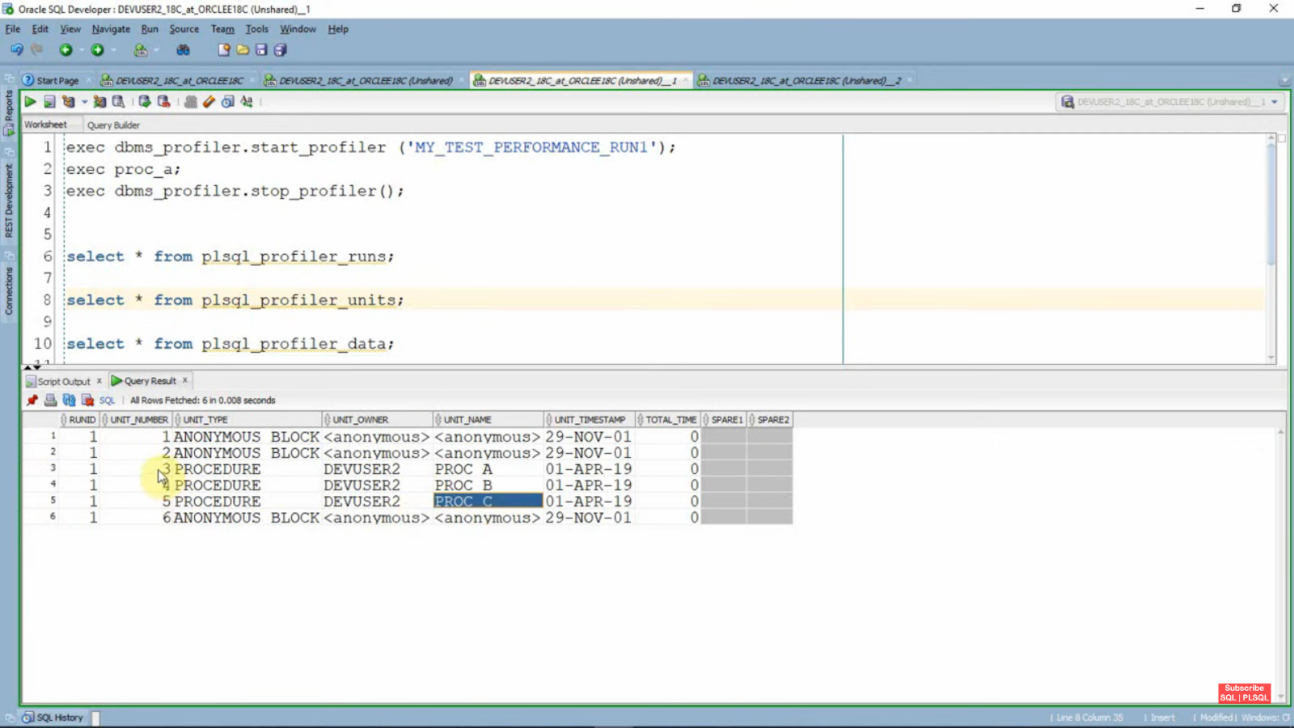 Oracle SQL Developer : DEVUSER2_18C_at_ORCLEE18C (Unshared)__1
File Edit View Navigate Run Source Team Tools Window Help
Start Page DEVUSER2_18C_at_ORCLEE18C DEVUSER2_18C_at_ORCLEE18C (Unshared) DEVUSER2_18C_at_ORCLEE18C (Unshared)__1 DEVUSER2_18C_at_ORCLEE18C (Unshared)__2
DEVUSER2_18C_at_ORCLEE18C (Unshared)__1
Reports
REST Development
Connections
Worksheet Query Builder
1 exec dbms_profiler.start_profiler ('MY_TEST_PERFORMANCE_RUN1');
2 exec proc_a;
3 exec dbms_profiler.stop_profiler();
4
5
6 select * from plsql_profiler_runs;
7
8 select * from plsql_profiler_units;
9
10 select * from plsql_profiler_data;
11
Script Output x Query Result x
SQL | All Rows Fetched: 6 in 0.008 seconds
RUNID UNIT_NUMBER UNIT_TYPE UNIT_OWNER UNIT_NAME UNIT_TIMESTAMP TOTAL_TIME SPARE1 SPARE2
1 1 1 ANONYMOUS BLOCK <anonymous> <anonymous> 29-NOV-01 0
2 1 2 ANONYMOUS BLOCK <anonymous> <anonymous> 29-NOV-01 0
3 1 3 PROCEDURE DEVUSER2 PROC_A 01-APR-19 0
4 1 4 PROCEDURE DEVUSER2 PROC_B 01-APR-19 0
5 1 5 PROCEDURE DEVUSER2 PROC_C 01-APR-19 0
6 1 6 ANONYMOUS BLOCK <anonymous> <anonymous> 29-NOV-01 0
Subscribe
SQL | PLSQL
SQL History Line 8 Column 35 Insert Modified Windows: